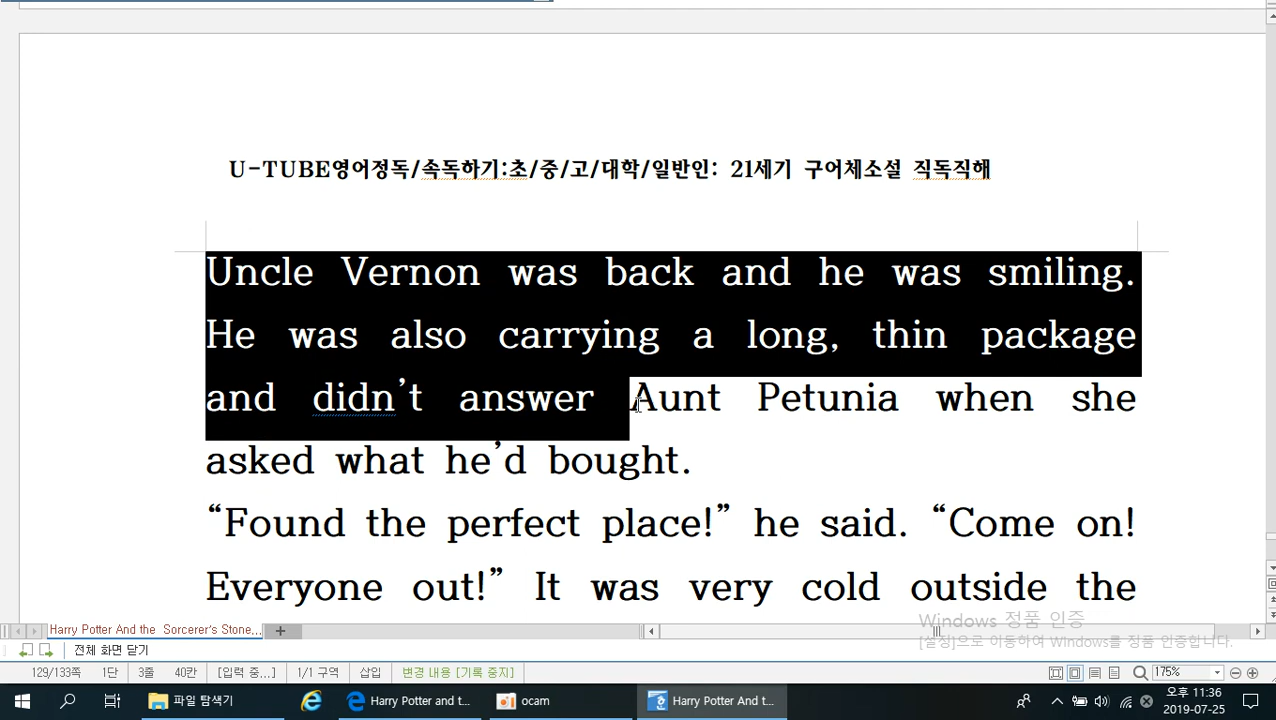 U-TUBE영어정독/속독하기:초/중/고/대학/일반인: 21세기 구어체소설 직독직해
Uncle Vernon was back and he was smiling.
He was also carrying a long, thin package
and didn't answer Aunt Petunia when she
asked what he'd bought.
“Found the perfect place!” he said. “Come on!
Everyone out!” It was very cold outside the
Windows 정품 인증
[설정]으로 이동하여 Windows를 정품 인증합니다.
Harry Potter And the Sorcerer's Stone...
전체 화면 닫기
129/133쪽 1단 3줄 40칸 [입력 중...] 1/1 구역 삽입 변경 내용 [기록 중지] 175%
파일 탐색기 Harry Potter and t... ocam Harry Potter And t... 오후 11:36
2019-07-25